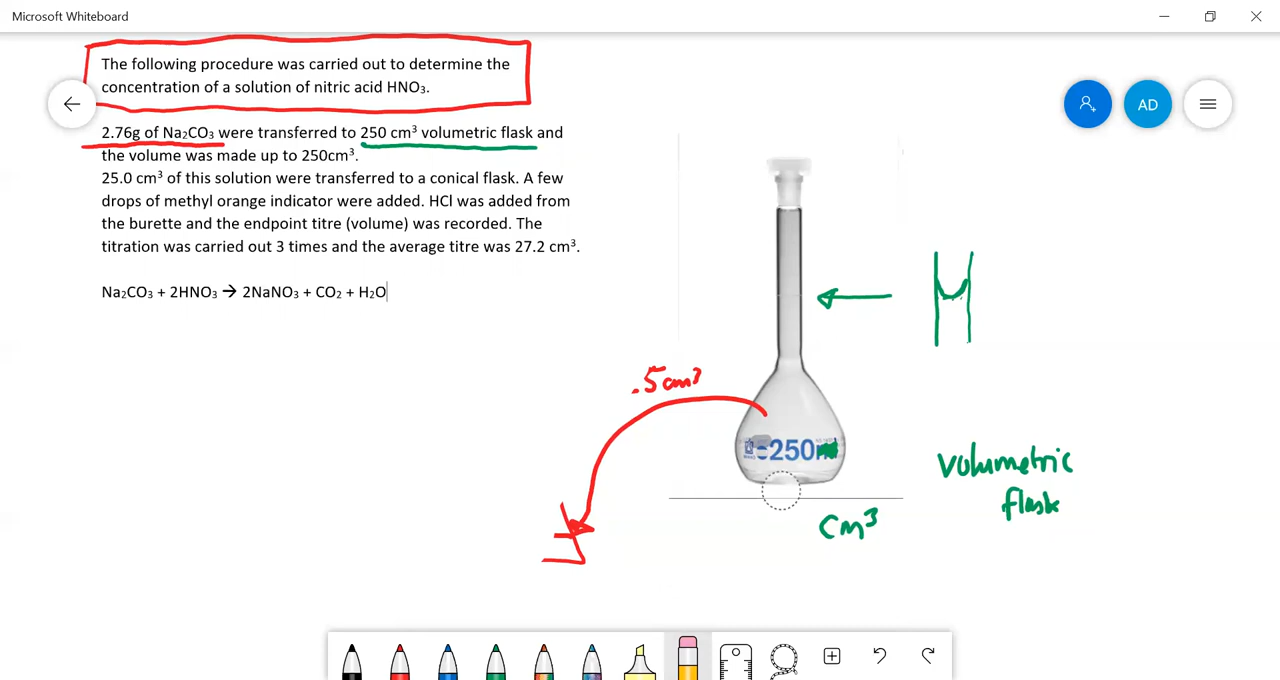 Microsoft Whiteboard
The following procedure was carried out to determine the
concentration of a solution of nitric acid HNO₃.
2.76g of Na₂CO₃ were transferred to 250 cm³ volumetric flask and
the volume was made up to 250cm³.
25.0 cm³ of this solution were transferred to a conical flask. A few
drops of methyl orange indicator were added. HCl was added from
the burette and the endpoint titre (volume) was recorded. The
titration was carried out 3 times and the average titre was 27.2 cm³.
Na₂CO₃ + 2HNO₃ → 2NaNO₃ + CO₂ + H₂O
AD
.5cm³
250
volumetric
flask
cm³